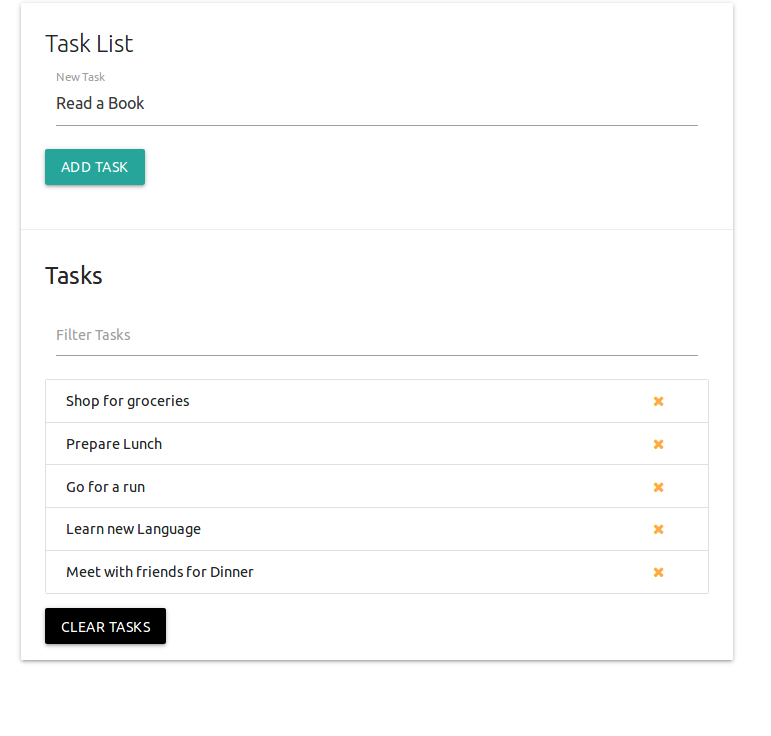 Task List
New Task
Read a Book
ADD TASK
Tasks
Filter Tasks
Shop for groceries
Prepare Lunch
Go for a run
Learn new Language
Meet with friends for Dinner
CLEAR TASKS